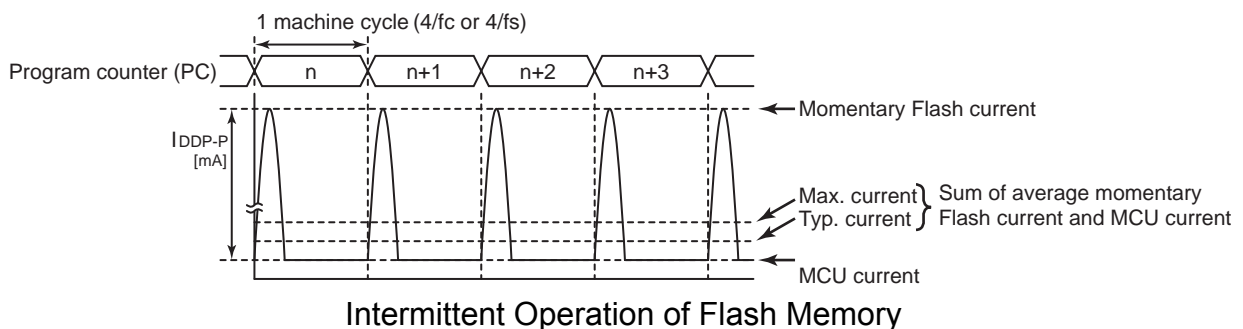 1 machine cycle (4/fc or 4/fs)
Program counter (PC)
n
n+1
n+2
n+3
Momentary Flash current
I DDP-P
[mA]
Max. current
Typ. current
Sum of average momentary
Flash current and MCU current
MCU current
Intermittent Operation of Flash Memory